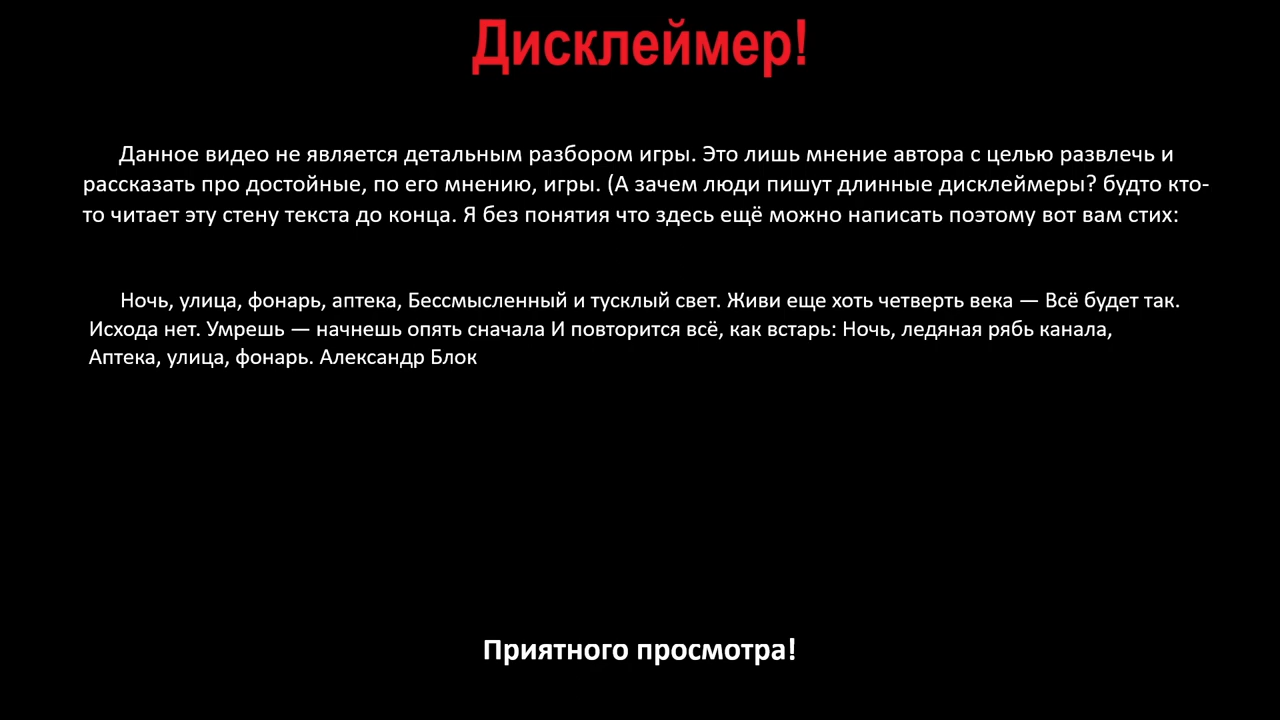 Дисклеймер!
Данное видео не является детальным разбором игры. Это лишь мнение автора с целью развлечь и
рассказать про достойные, по его мнению, игры. (А зачем люди пишут длинные дисклеймеры? будто кто-
то читает эту стену текста до конца. Я без понятия что здесь ещё можно написать поэтому вот вам стих:
Ночь, улица, фонарь, аптека, Бессмысленный и тусклый свет. Живи еще хоть четверть века — Всё будет так.
Исхода нет. Умрешь — начнешь опять сначала И повторится всё, как встарь: Ночь, ледяная рябь канала,
Аптека, улица, фонарь. Александр Блок
Приятного просмотра!